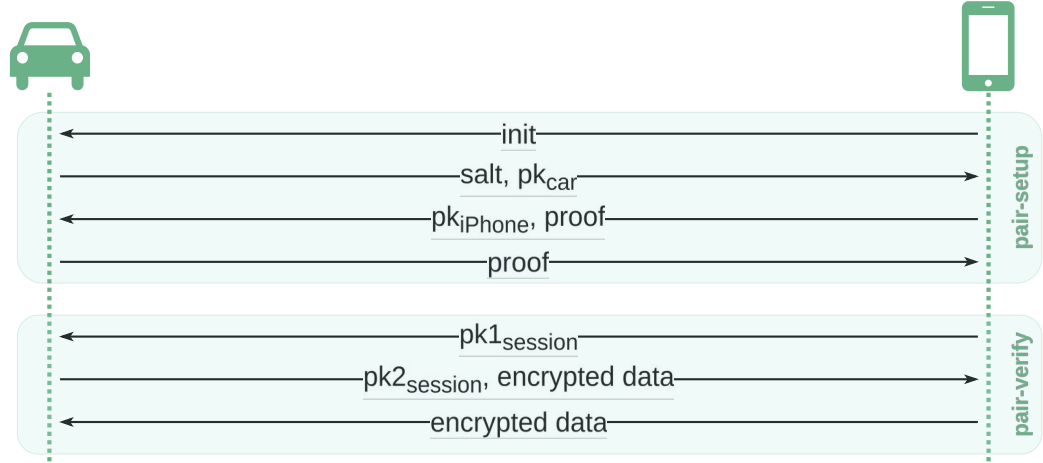 init
salt, pkcar
pkiPhone, proof
proof
pair-setup
pk1session
pk2session, encrypted data
encrypted data
pair-verify